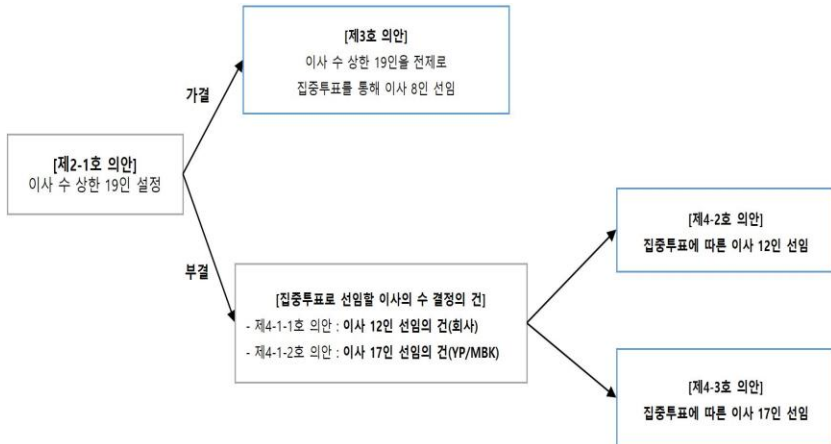 [제3호 의안]
이사 수 상한 19인을 전제로
집중투표를 통해 이사 8인 선임
가결
[제2-1호 의안]
이사 수 상한 19인 설정
부결
[집중투표로 선임할 이사의 수 결정의 건]
- 제4-1-1호 의안 : 이사 12인 선임의 건(회사)
- 제4-1-2호 의안 : 이사 17인 선임의 건(YP/MBK)
[제4-2호 의안]
집중투표에 따른 이사 12인 선임
[제4-3호 의안]
집중투표에 따른 이사 17인 선임